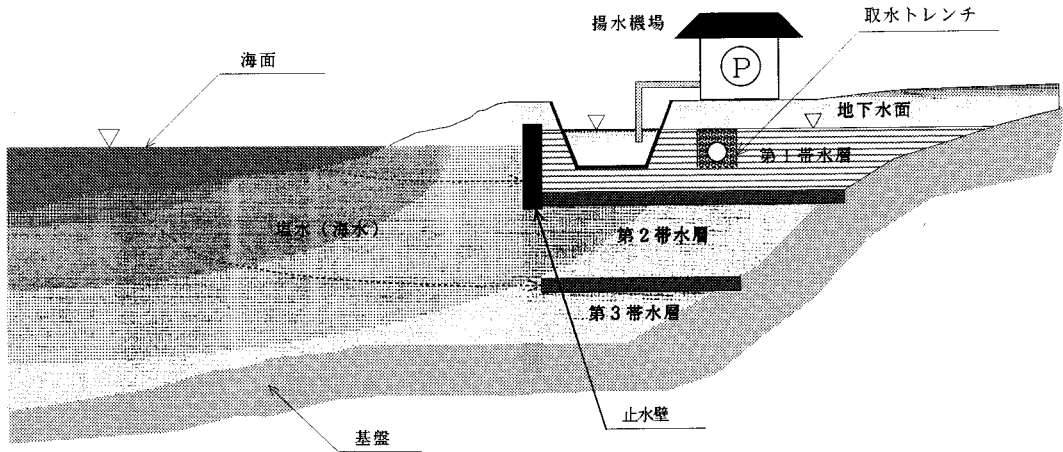 揚水機場
取水トレンチ
海面
P
地下水面
第1帯水層
塩水（海水）
第2帯水層
第3帯水層
止水壁
基盤